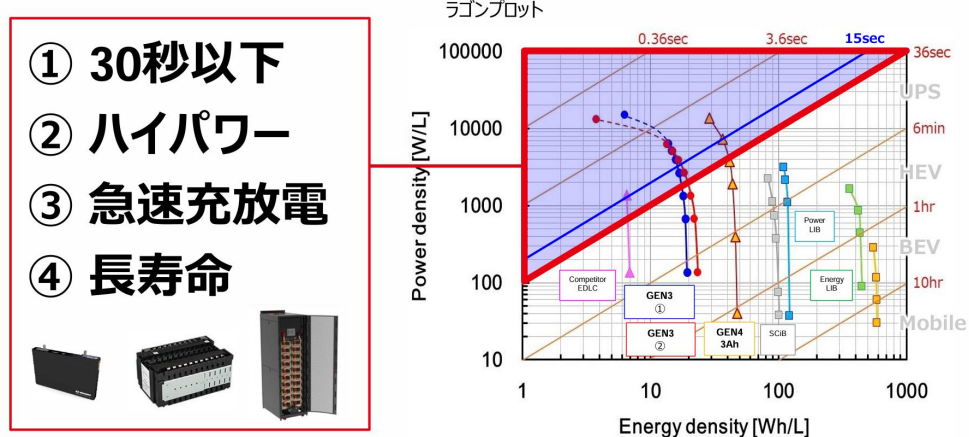 ① 30秒以下
② ハイパワー
③ 急速充放電
④ 長寿命
ラゴンプロット
0.36sec
3.6sec
15sec
36sec
100000
10000
1000
100
10
Power density [W/L]
UPS
6min
HEV
1hr
BEV
10hr
Mobile
Competitor
EDLC
GEN3
①
GEN3
②
GEN4
3Ah
SCiB
Power
LIB
Energy
LIB
1
10
100
1000
Energy density [Wh/L]